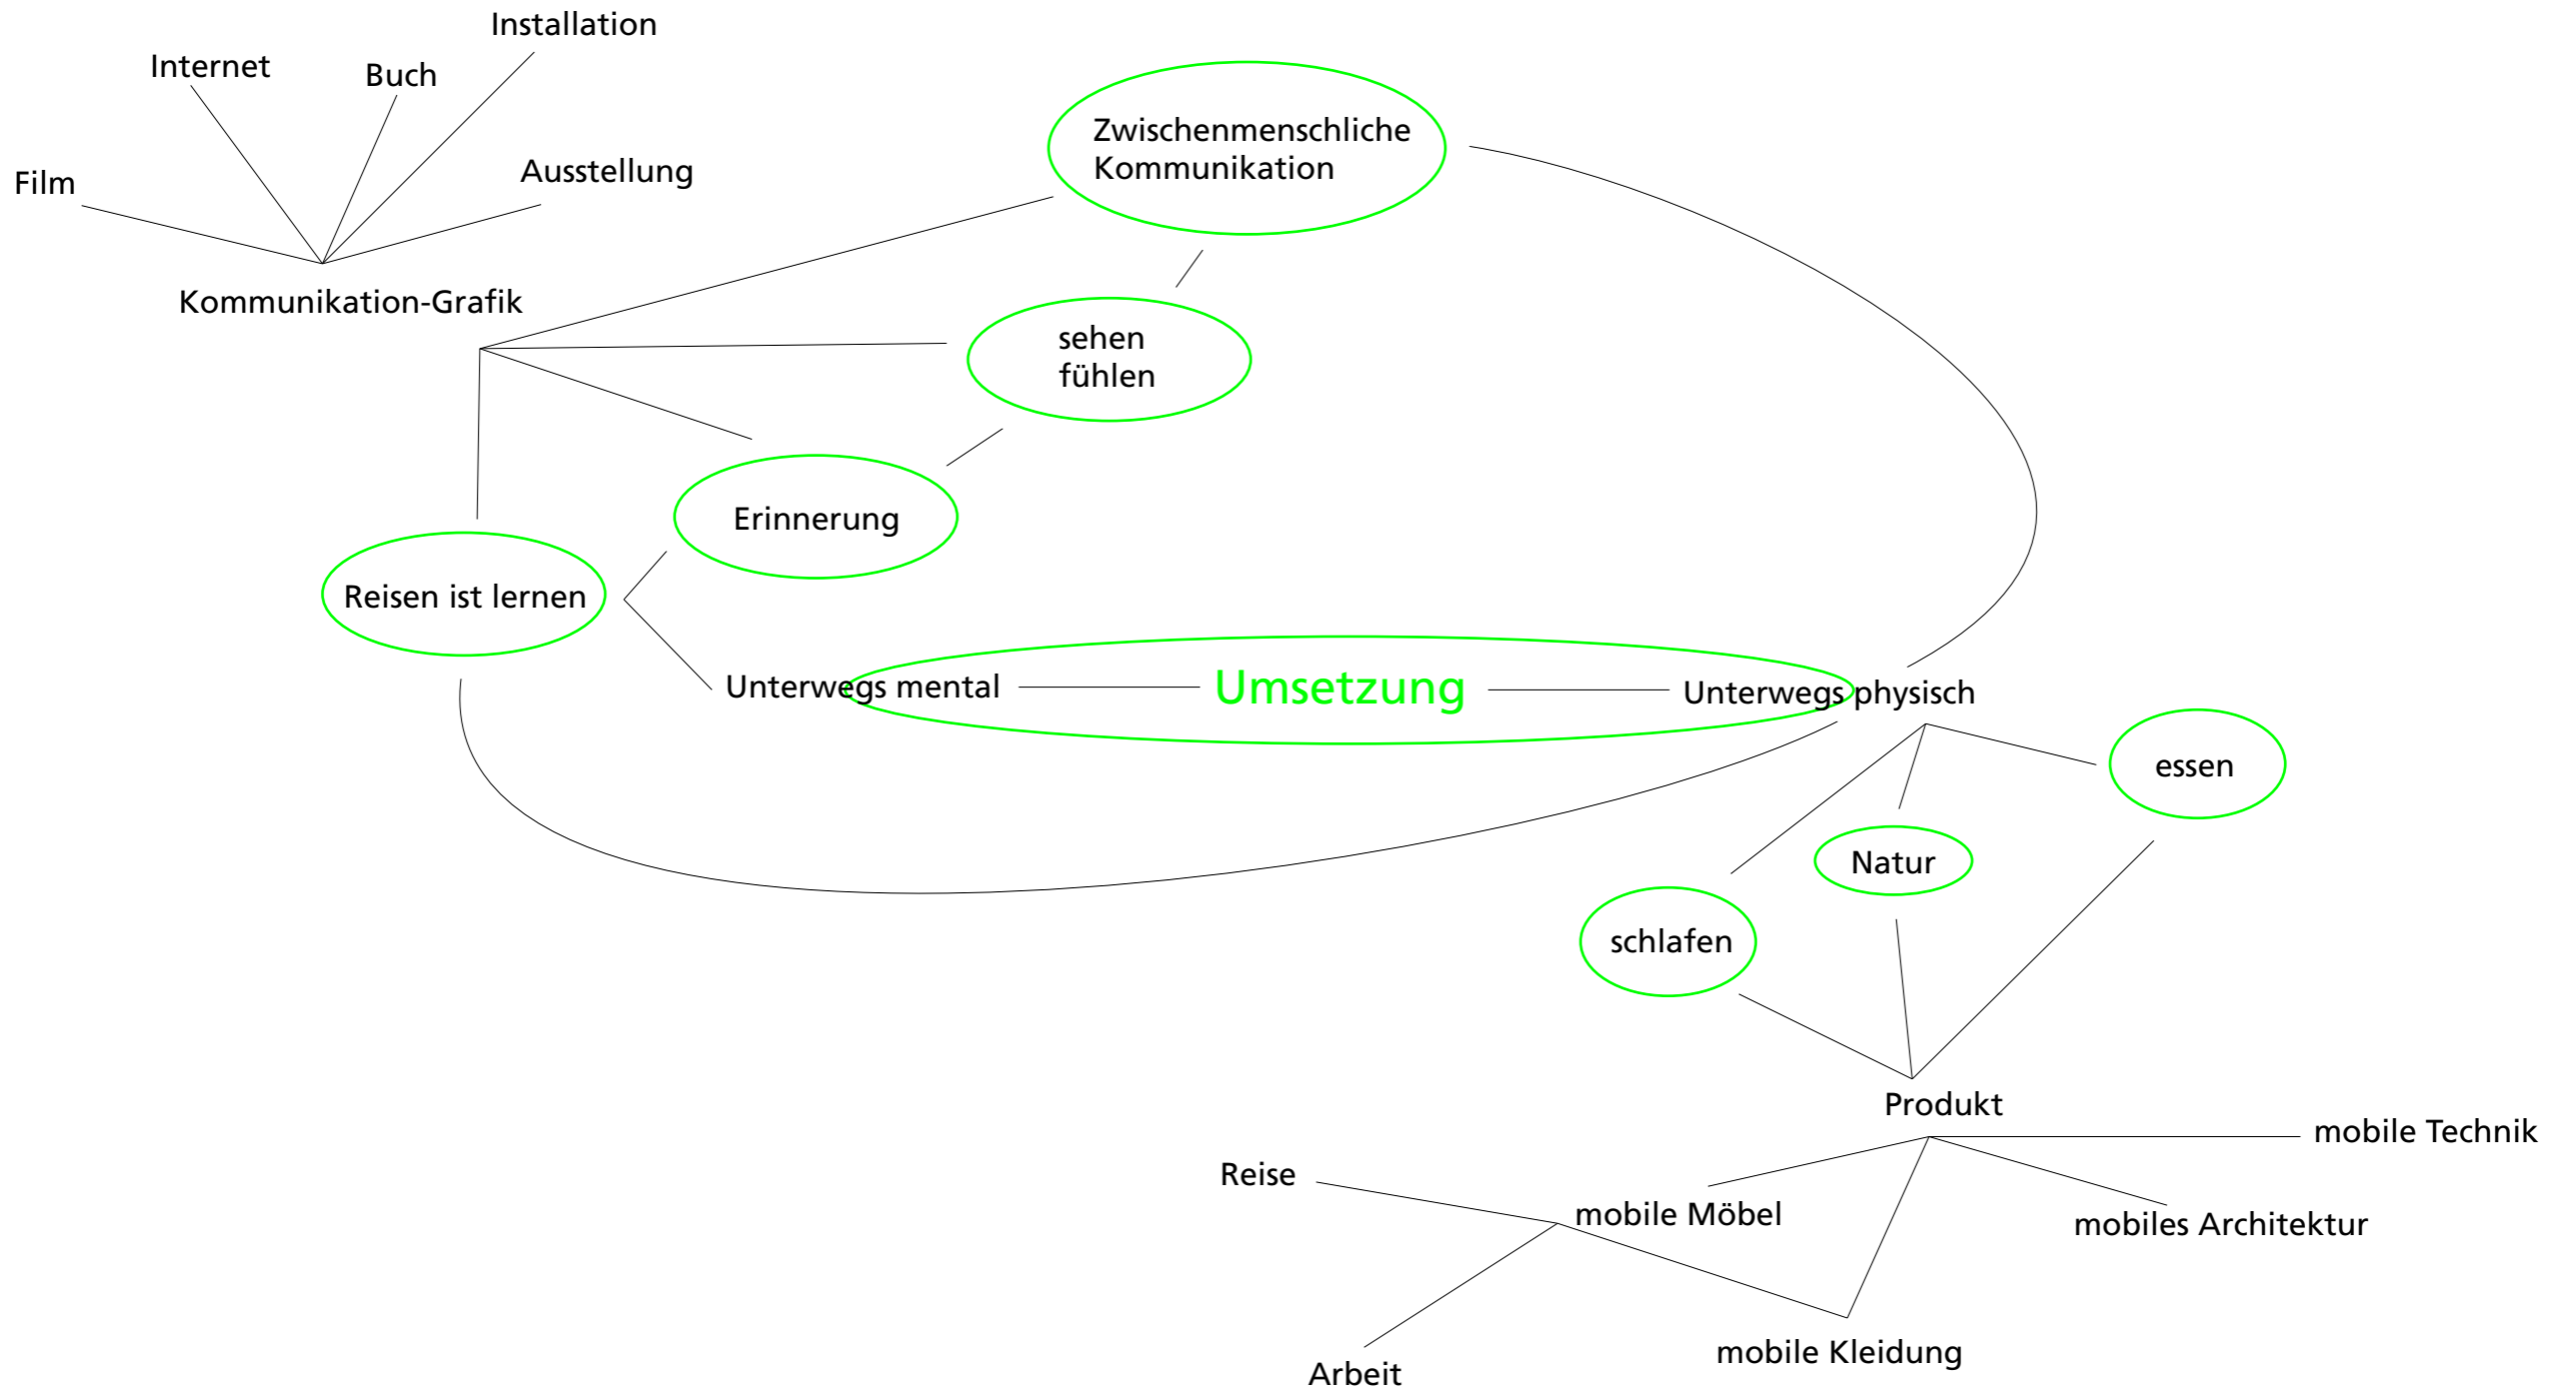 Installation
Internet
Buch
Film
Ausstellung
Kommunikation-Grafik
Zwischenmenschliche
Kommunikation
sehen
fühlen
Erinnerung
Reisen ist lernen
Unterwegs mental
Umsetzung
Unterwegs physisch
essen
Natur
schlafen
Produkt
mobile Technik
Reise
mobile Möbel
mobiles Architektur
mobile Kleidung
Arbeit